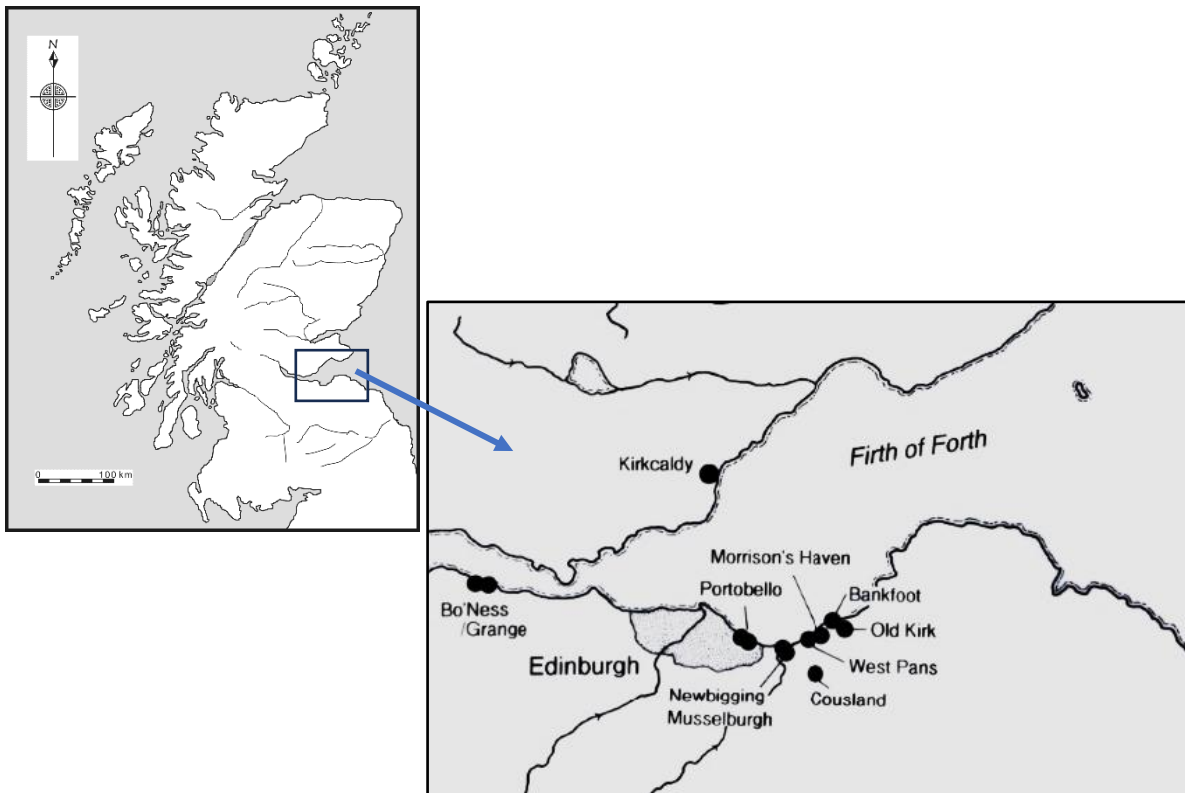 N
0 100 km
Kirkcaldy
Firth of Forth
Morrison's Haven
Portobello
Bankfoot
Bo'Ness
/Grange
Old Kirk
Edinburgh
West Pans
Newbigging
Musselburgh
Cousland